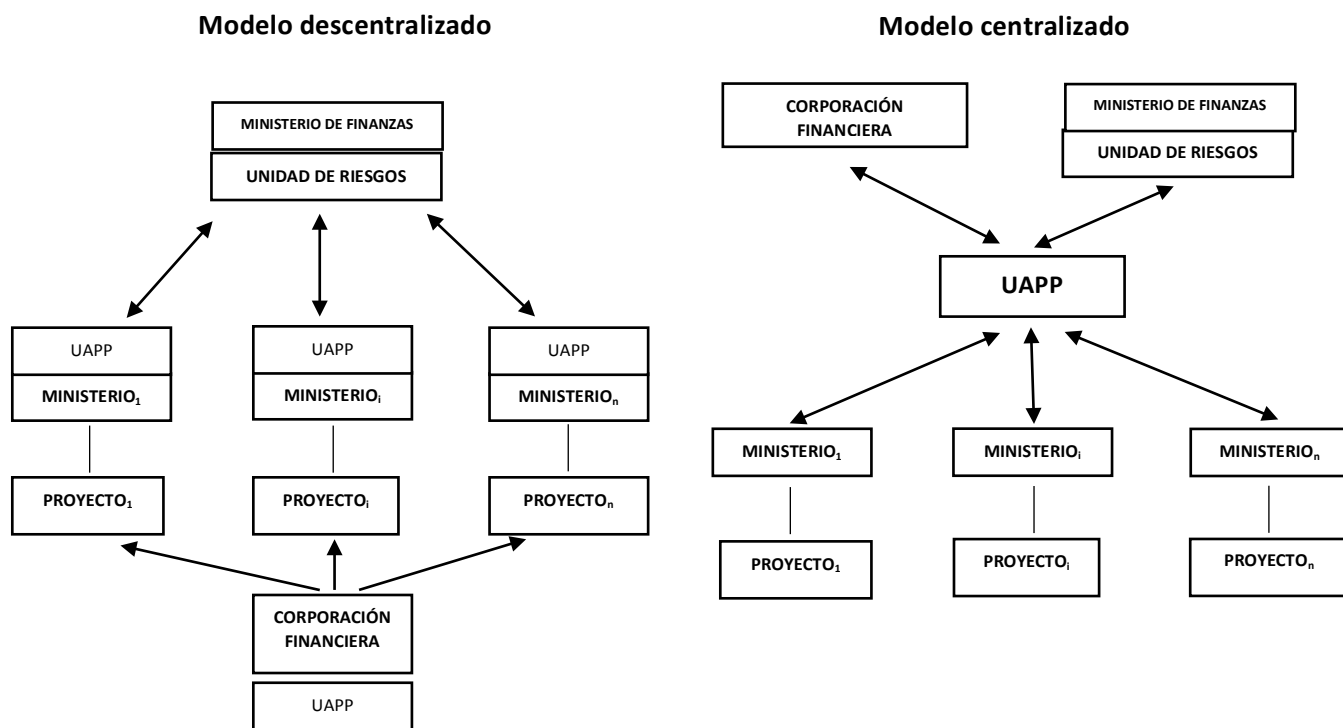 Modelo descentralizado
MINISTERIO DE FINANZAS
UNIDAD DE RIESGOS
UAPP
MINISTERIO₁
UAPP
MINISTERIOᵢ
UAPP
MINISTERIOₙ
PROYECTO₁
PROYECTOᵢ
PROYECTOₙ
CORPORACIÓN
FINANCIERA
UAPP
Modelo centralizado
CORPORACIÓN
FINANCIERA
MINISTERIO DE FINANZAS
UNIDAD DE RIESGOS
UAPP
MINISTERIO₁
MINISTERIOᵢ
MINISTERIOₙ
PROYECTO₁
PROYECTOᵢ
PROYECTOₙ